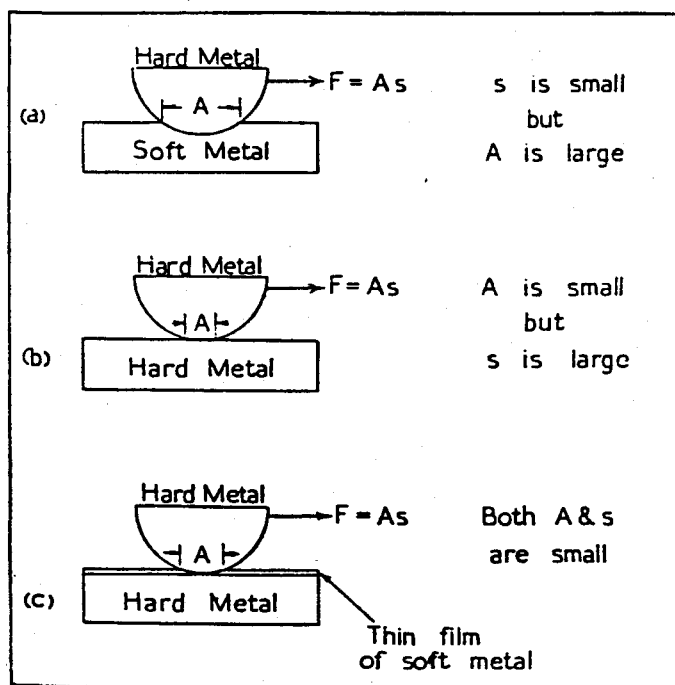 Hard Metal
F = As
s is small
but
(a)
A
A is large
Soft Metal
Hard Metal
F = As
A is small
but
A
(b)
Hard Metal
s is large
Hard Metal
F = As
Both A & s
are small
A
(c)
Hard Metal
Thin film
of soft metal